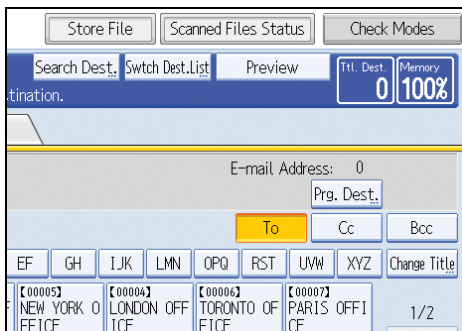 Store File Scanned Files Status Check Modes
Search Dest. Swtch Dest.List Preview Ttl. Dest. Memory
tination. 0 100%
E-mail Address: 0
Prg. Dest.
To Cc Bcc
EF GH IJK LMN OPQ RST UVW XYZ Change Title
【00005】 【00004】 【00006】 【00007】
NEW YORK O LONDON OFF TORONTO OF PARIS OFFI 1/2
FFICE ICE FICE CE